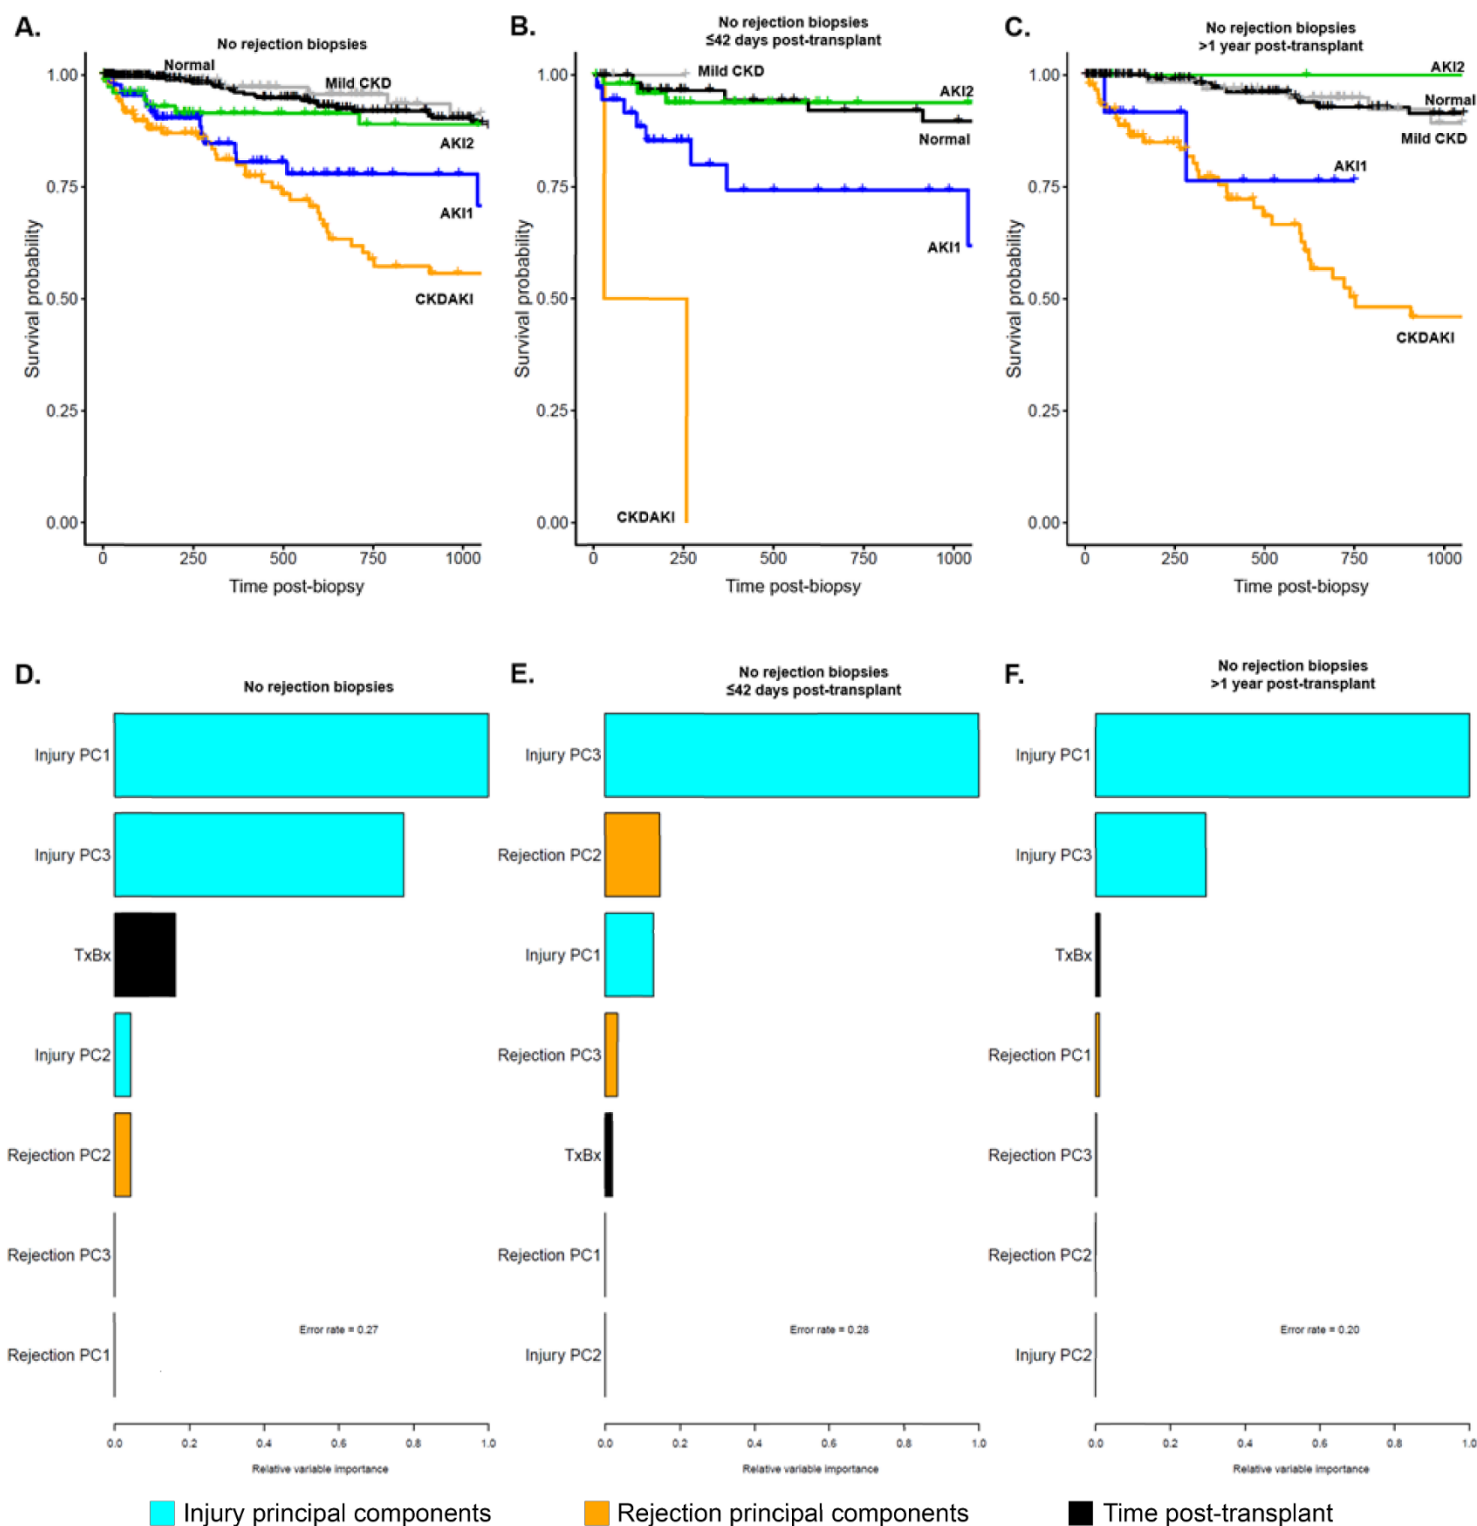 A.
No rejection biopsies
1.00
0.75
0.50
0.25
0.00
Survival probability
Normal
Mild CKD
AKI2
AKI1
CKDAKI
0 250 500 750 1000
Time post-biopsy
B.
No rejection biopsies
≤42 days post-transplant
1.00
0.75
0.50
0.25
0.00
Survival probability
Mild CKD
AKI2
Normal
AKI1
CKDAKI
0 250 500 750 1000
Time post-biopsy
C.
No rejection biopsies
>1 year post-transplant
1.00
0.75
0.50
0.25
0.00
Survival probability
AKI2
Normal
Mild CKD
AKI1
CKDAKI
0 250 500 750 1000
Time post-biopsy
D.
No rejection biopsies
Injury PC1
Injury PC3
TxBx
Injury PC2
Rejection PC2
Rejection PC3
Rejection PC1
Error rate = 0.27
0.0 0.2 0.4 0.6 0.8 1.0
Relative variable importance
E.
No rejection biopsies
≤42 days post-transplant
Injury PC3
Rejection PC2
Injury PC1
Rejection PC3
TxBx
Rejection PC1
Injury PC2
Error rate = 0.28
0.0 0.2 0.4 0.6 0.8 1.0
Relative variable importance
F.
No rejection biopsies
>1 year post-transplant
Injury PC1
Injury PC3
TxBx
Rejection PC1
Rejection PC3
Rejection PC2
Injury PC2
Error rate = 0.20
0.0 0.2 0.4 0.6 0.8 1.0
Relative variable importance
Injury principal components
Rejection principal components
Time post-transplant